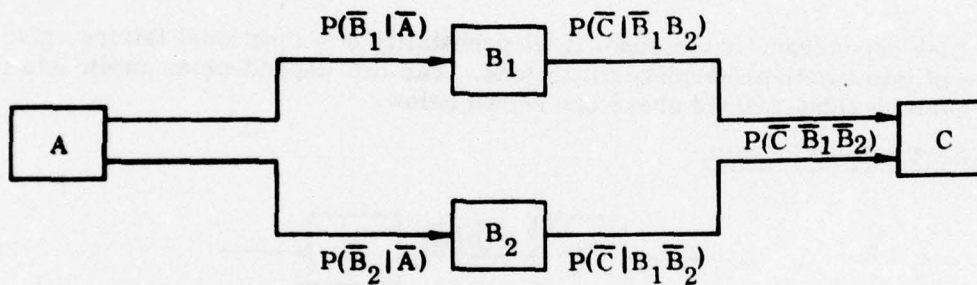 P(B̅₁|A̅)
P(C̅|B̅₁B₂)
B₁
A
P(C̅ B̅₁B̅₂)
C
B₂
P(B̅₂|A̅)
P(C̅|B₁B̅₂)